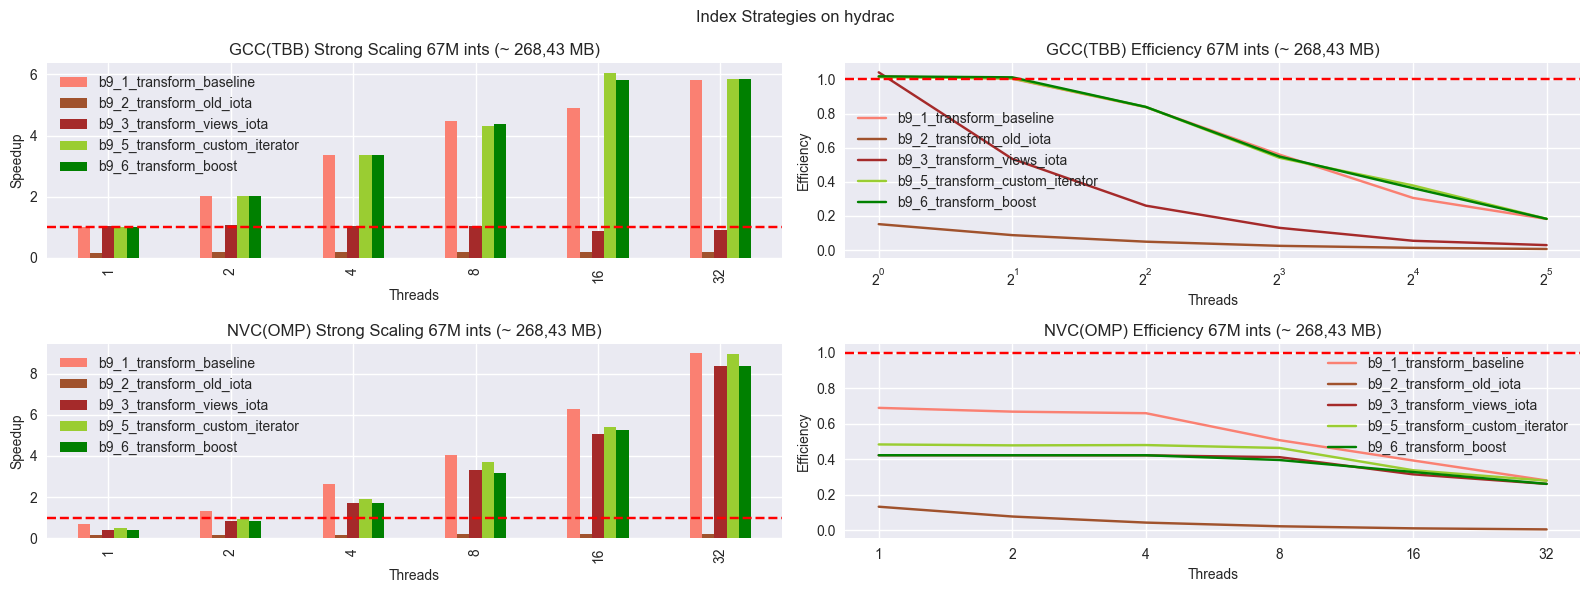 Index Strategies on hydrac
GCC(TBB) Strong Scaling 67M ints (~ 268,43 MB)
b9_1_transform_baseline
b9_2_transform_old_iota
b9_3_transform_views_iota
b9_5_transform_custom_iterator
b9_6_transform_boost
Speedup
6
4
2
0
1
2
4
8
16
32
Threads
GCC(TBB) Efficiency 67M ints (~ 268,43 MB)
b9_1_transform_baseline
b9_2_transform_old_iota
b9_3_transform_views_iota
b9_5_transform_custom_iterator
b9_6_transform_boost
Efficiency
1.0
0.8
0.6
0.4
0.2
0.0
2^0
2^1
2^2
2^3
2^4
2^5
Threads
NVC(OMP) Strong Scaling 67M ints (~ 268,43 MB)
b9_1_transform_baseline
b9_2_transform_old_iota
b9_3_transform_views_iota
b9_5_transform_custom_iterator
b9_6_transform_boost
Speedup
8
6
4
2
0
1
2
4
8
16
32
Threads
NVC(OMP) Efficiency 67M ints (~ 268,43 MB)
b9_1_transform_baseline
b9_2_transform_old_iota
b9_3_transform_views_iota
b9_5_transform_custom_iterator
b9_6_transform_boost
Efficiency
1.0
0.8
0.6
0.4
0.2
0.0
1
2
4
8
16
32
Threads